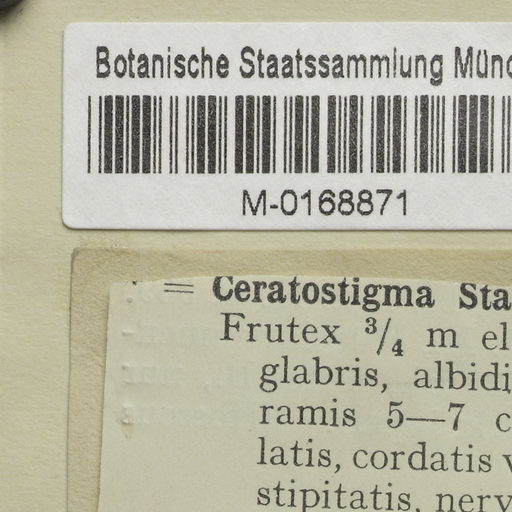 Botanische Staatssammlung Münc
M-0168871
= Ceratostigma Sta
Frutex ³/₄ m el
glabris, albidi
ramis 5—7 c
latis, cordatis v
stipitatis, nerv